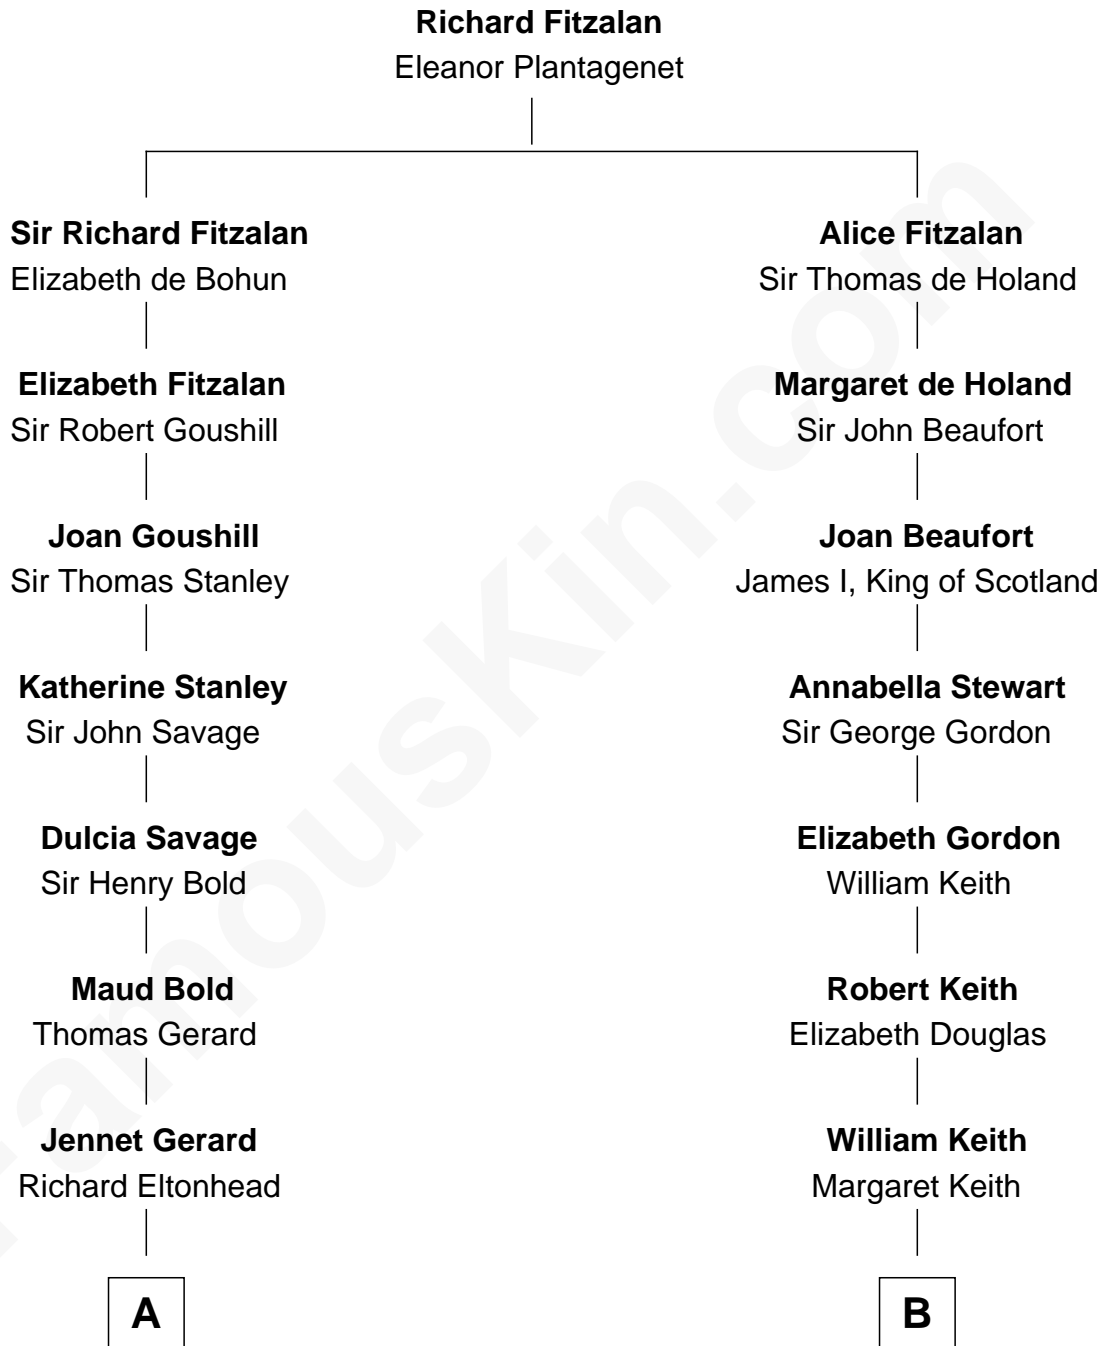 Richard Fitzalan
Eleanor Plantagenet
Sir Richard Fitzalan
Elizabeth de Bohun
Elizabeth Fitzalan
Sir Robert Goushill
Joan Goushill
Sir Thomas Stanley
Katherine Stanley
Sir John Savage
Dulcia Savage
Sir Henry Bold
Maud Bold
Thomas Gerard
Jennet Gerard
Richard Eltonhead
A
Alice Fitzalan
Sir Thomas de Holand
Margaret de Holand
Sir John Beaufort
Joan Beaufort
James I, King of Scotland
Annabella Stewart
Sir George Gordon
Elizabeth Gordon
William Keith
Robert Keith
Elizabeth Douglas
William Keith
Margaret Keith
B
FamousKin.com